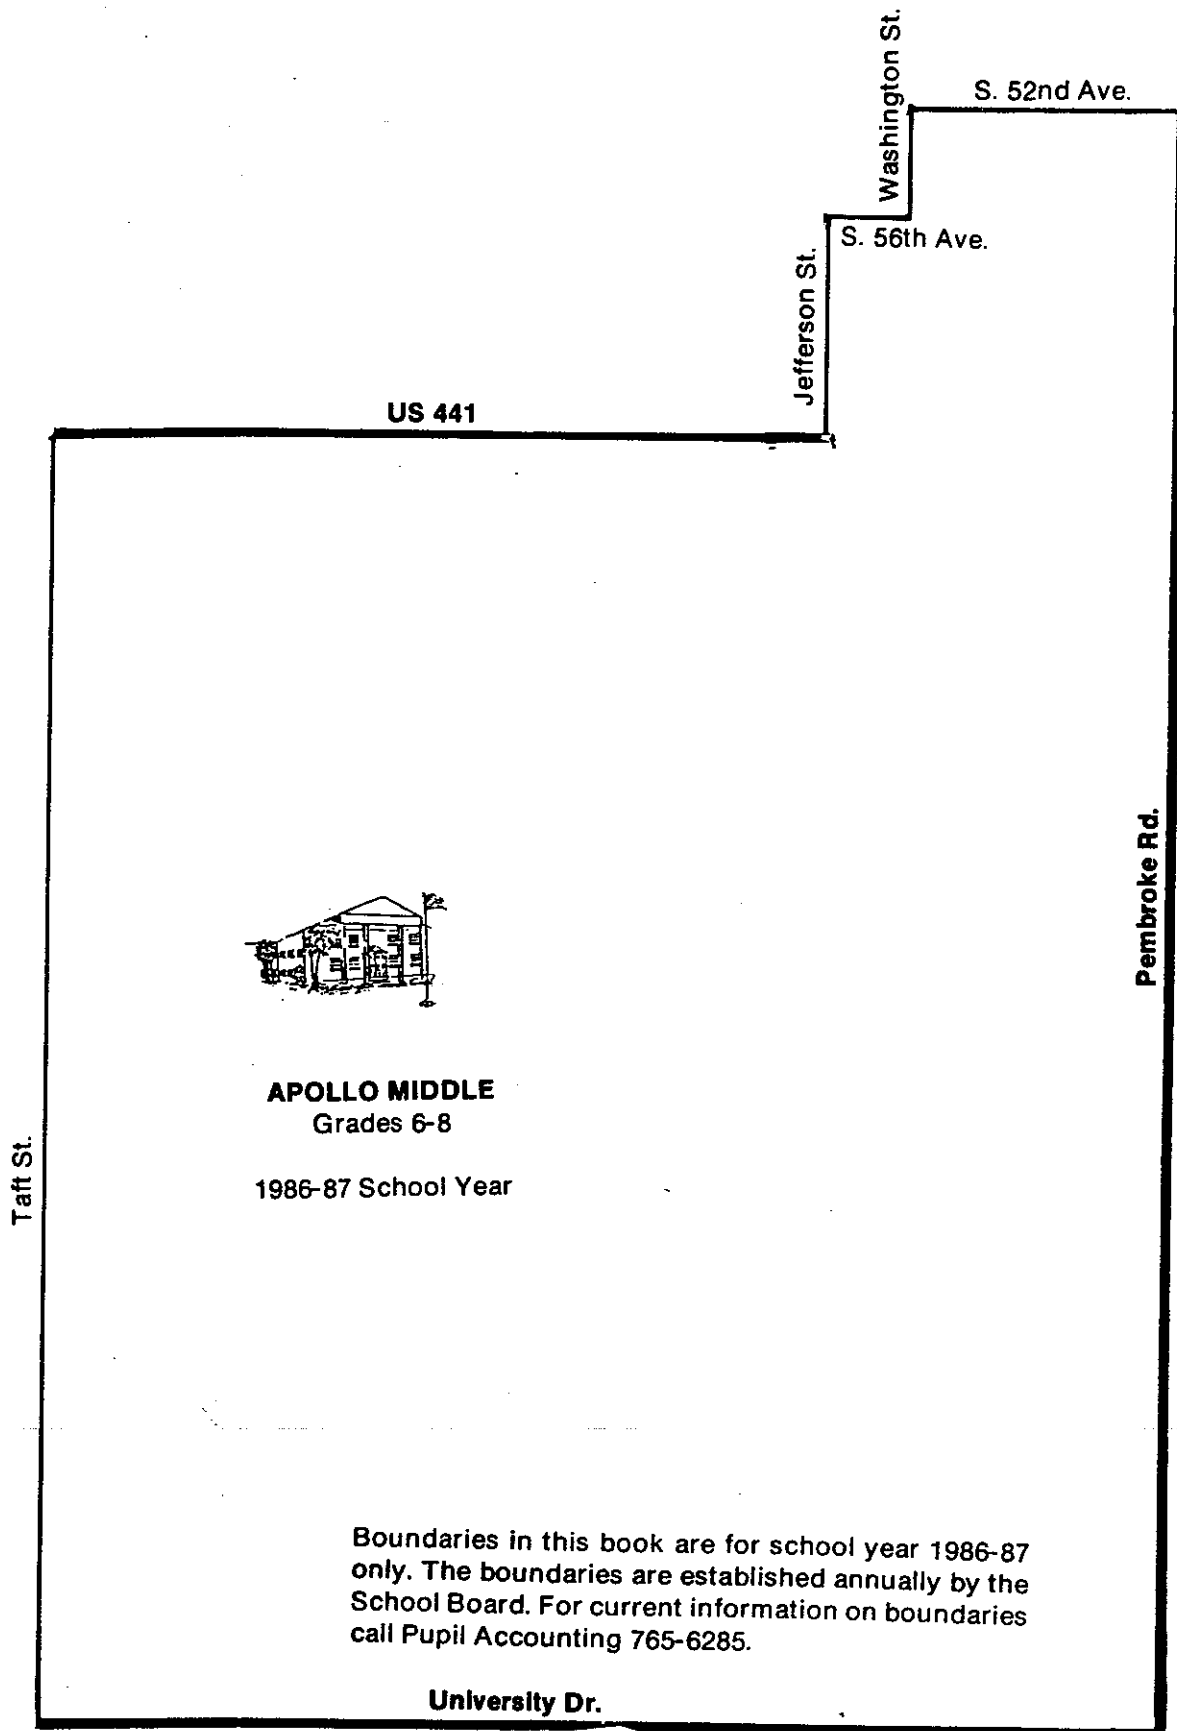 Washington St.
S. 52nd Ave.
S. 56th Ave.
Jefferson St.
US 441
Pembroke Rd.
APOLLO MIDDLE
Grades 6-8
1986-87 School Year
Taft St.
Boundaries in this book are for school year 1986-87
only. The boundaries are established annually by the
School Board. For current information on boundaries
call Pupil Accounting 765-6285.
University Dr.